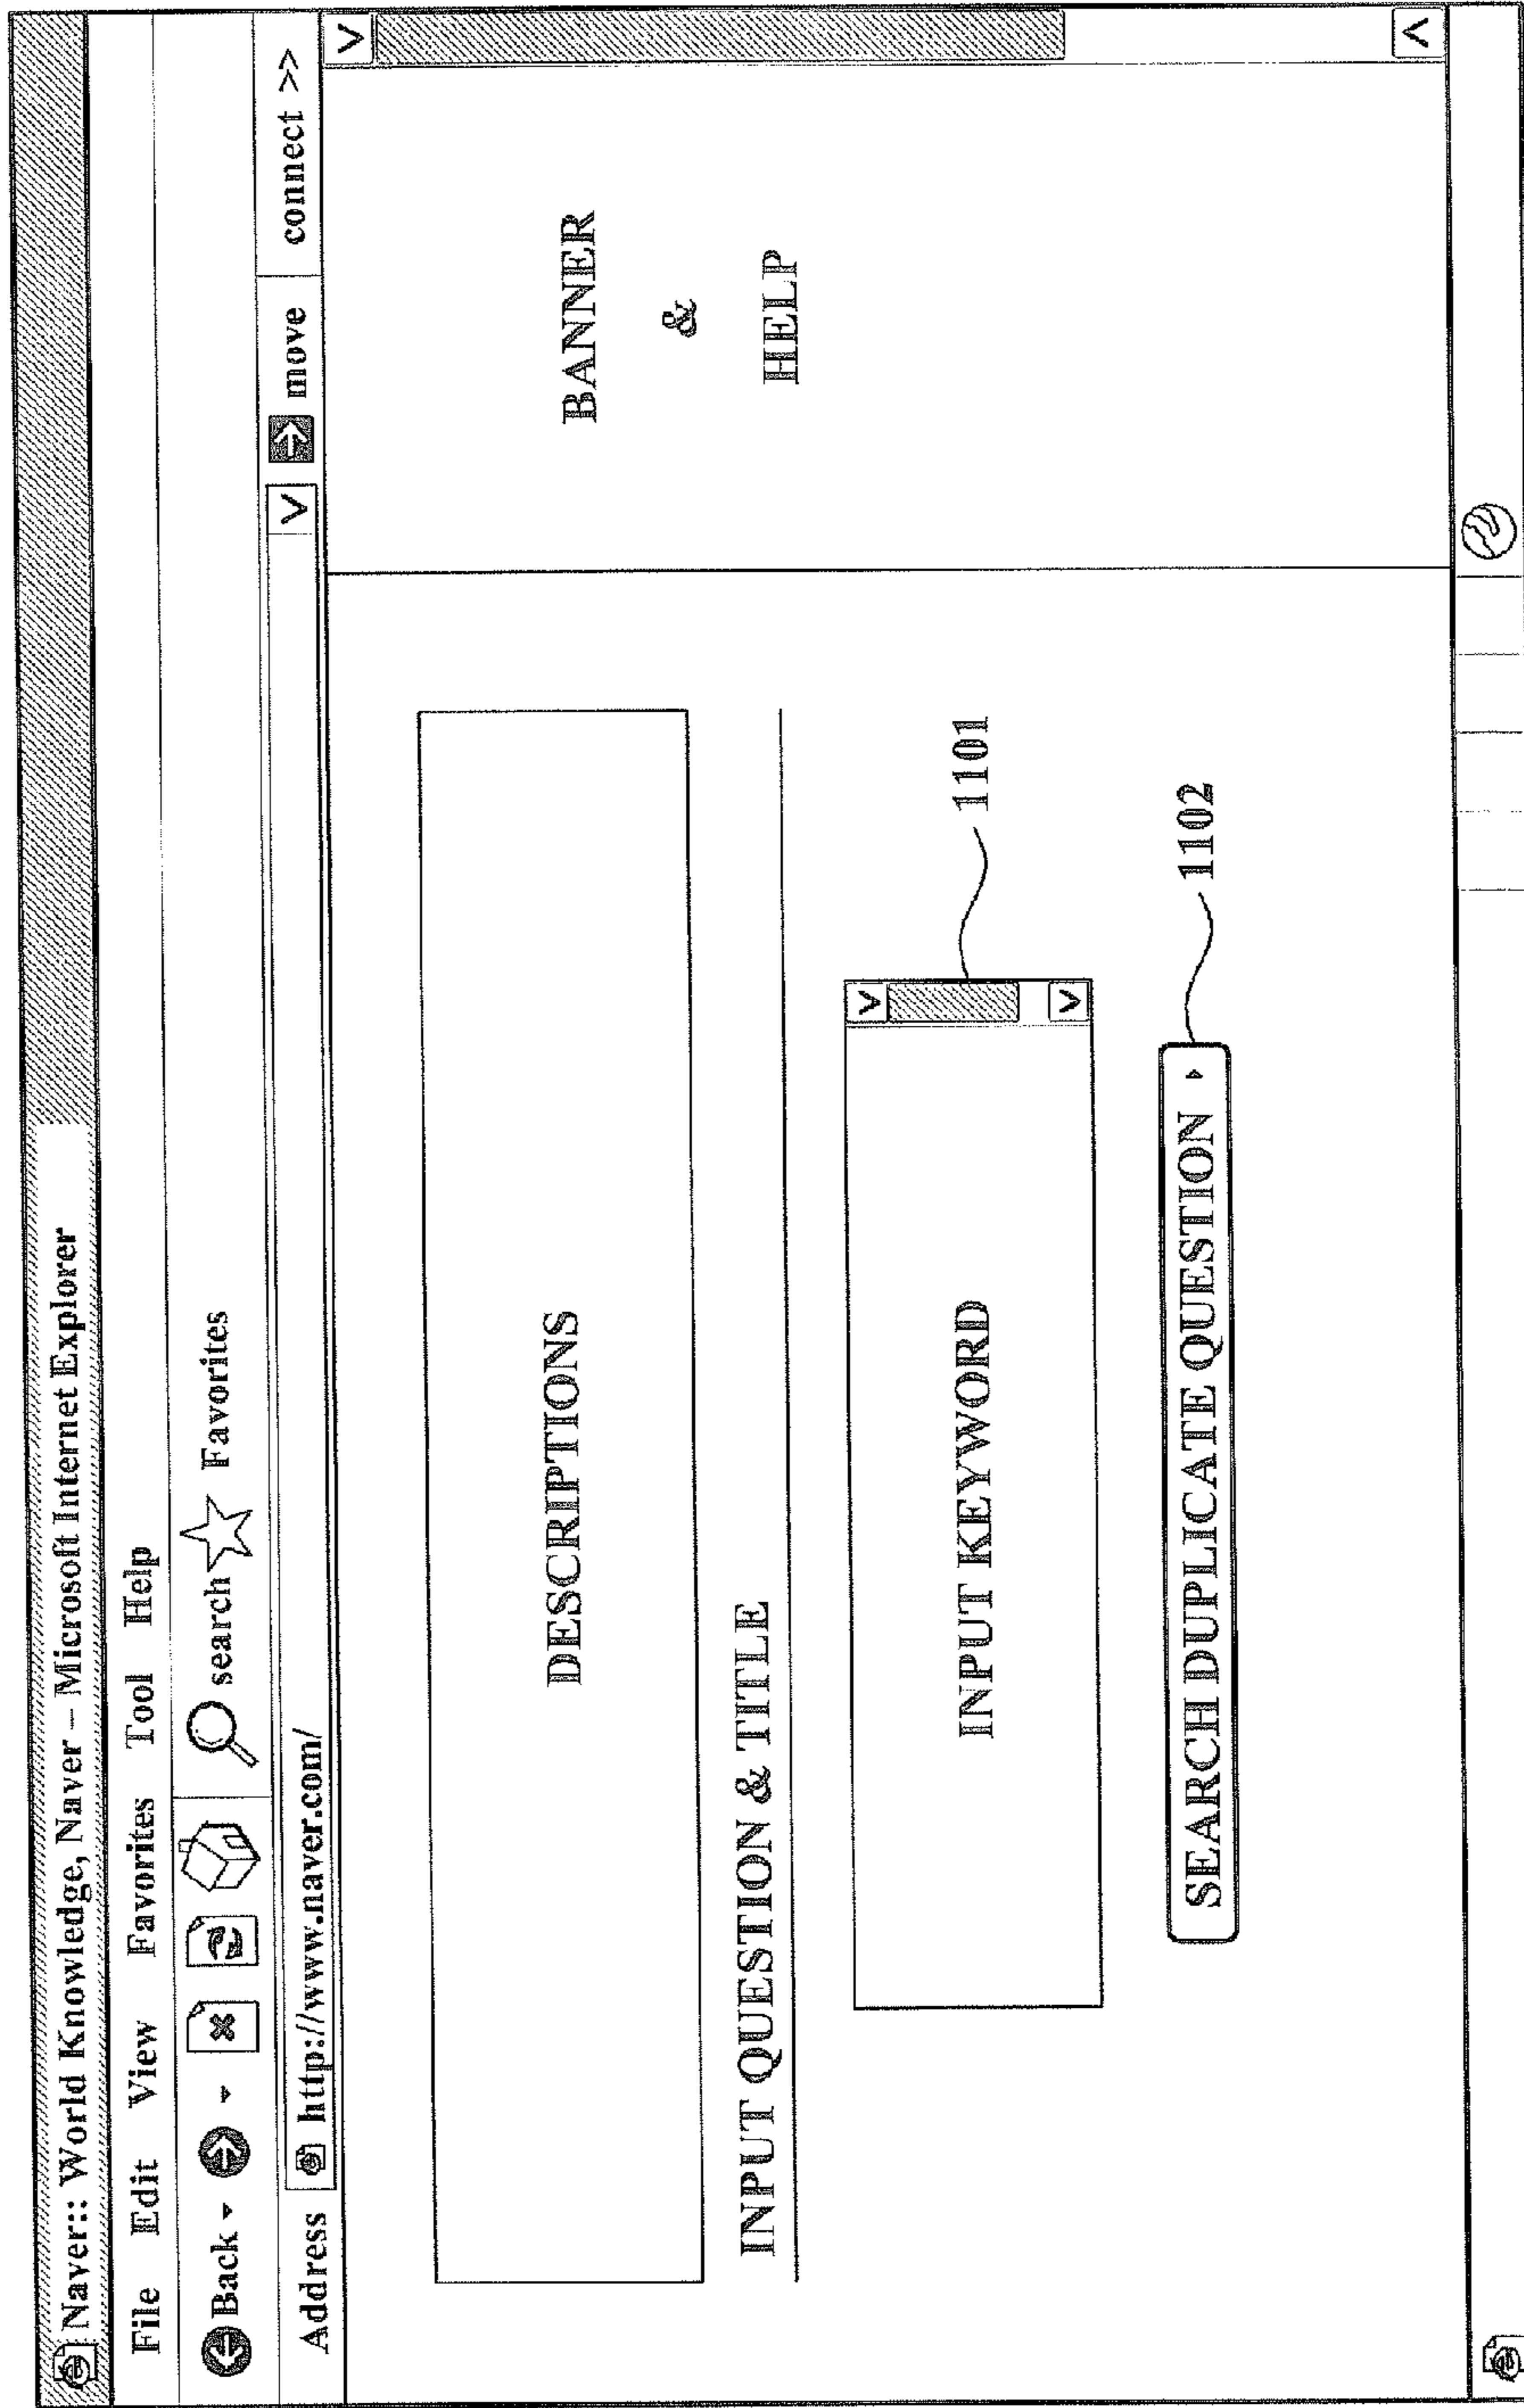 Naver:: World Knowledge, Naver – Microsoft Internet Explorer
File Edit View Favorites Tool Help
Back search Favorites
Address http://www.naver.com/ move connect >>
DESCRIPTIONS
BANNER
&
HELP
INPUT QUESTION & TITLE
INPUT KEYWORD
1101
SEARCH DUPLICATE QUESTION
1102